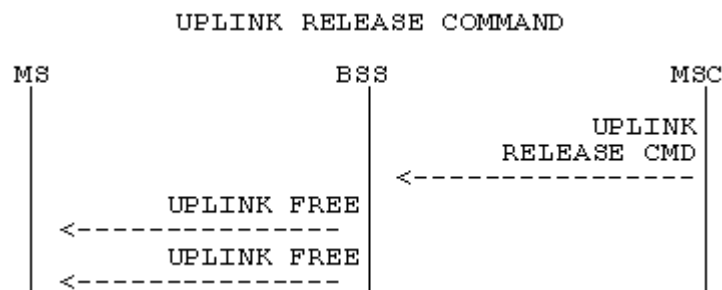 UPLINK RELEASE COMMAND
MS BSS MSC
UPLINK
RELEASE CMD
UPLINK FREE
UPLINK FREE